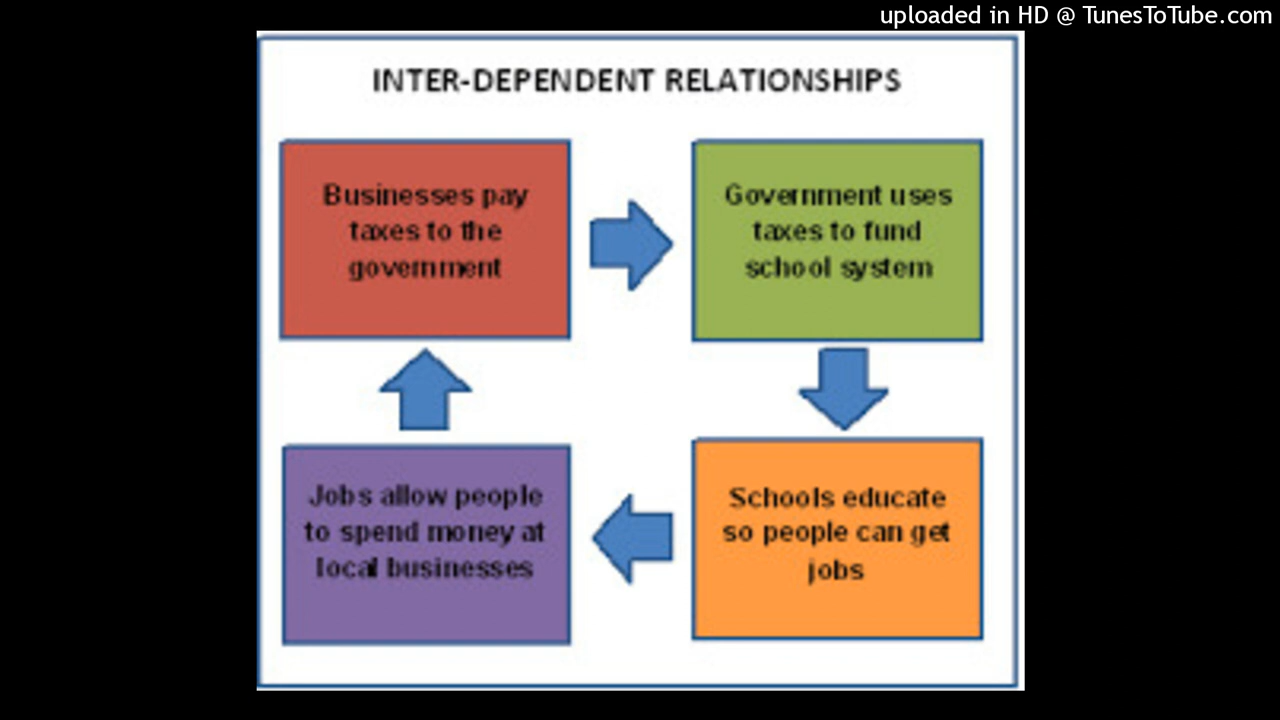 uploaded in HD @ TunesToTube.com
INTER-DEPENDENT RELATIONSHIPS
Businesses pay
taxes to the
government
Government uses
taxes to fund
school system
Schools educate
so people can get
jobs
Jobs allow people
to spend money at
local businesses